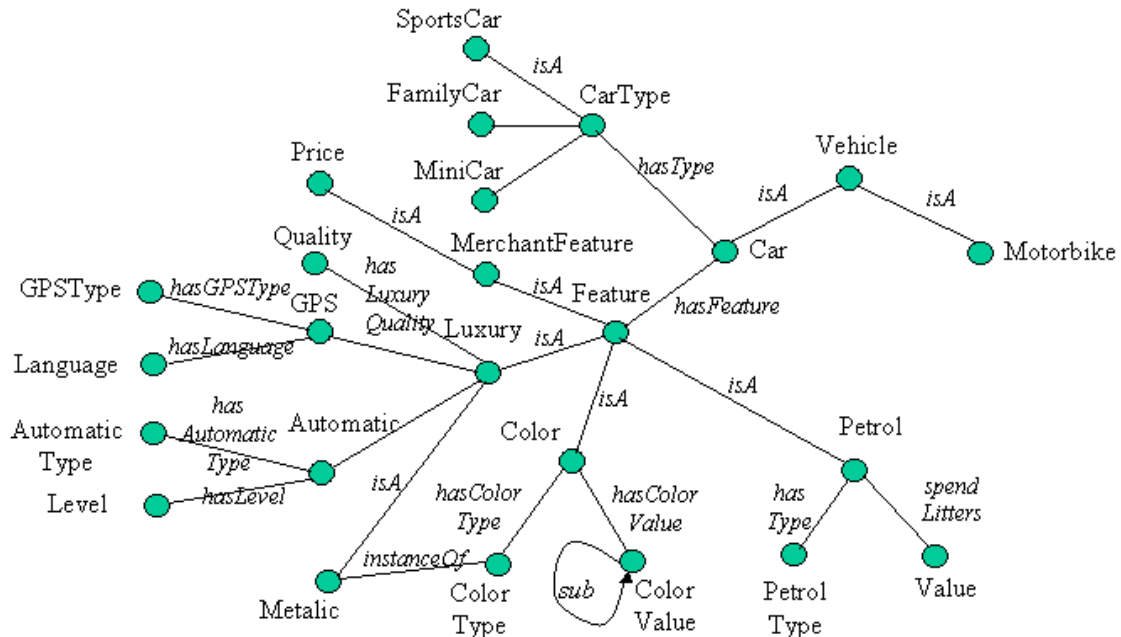 SportsCar
isA
FamilyCar
CarType
Vehicle
Price
MiniCar
hasType
isA
isA
isA
Quality
MerchantFeature
Car
Motorbike
has
Luxury
Quality
GPSType
hasGPSType
GPS
isA
Feature
hasFeature
Luxury
isA
Language
hasLanguage
isA
isA
has
Automatic
Type
Automatic
Type
Automatic
Color
Petrol
Level
hasLevel
isA
hasColor
Type
hasColor
Value
has
Type
spend
Litters
instanceOf
Metalic
Color
Type
sub
Color
Value
Petrol
Type
Value